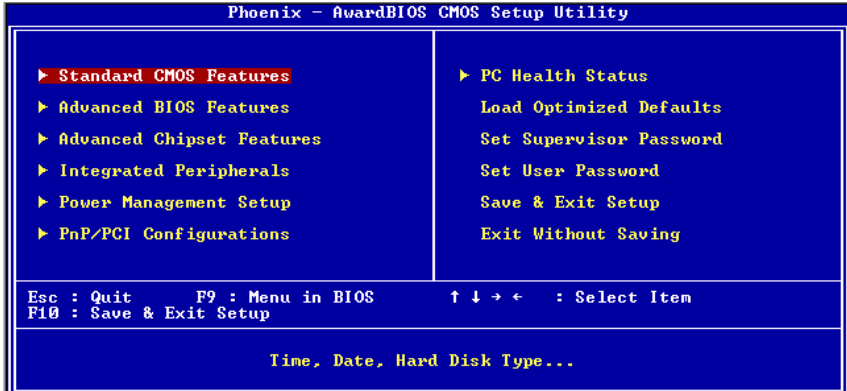 Phoenix - AwardBIOS CMOS Setup Utility
▶ Standard CMOS Features
▶ Advanced BIOS Features
▶ Advanced Chipset Features
▶ Integrated Peripherals
▶ Power Management Setup
▶ PnP/PCI Configurations
▶ PC Health Status
Load Optimized Defaults
Set Supervisor Password
Set User Password
Save & Exit Setup
Exit Without Saving
Esc : Quit F9 : Menu in BIOS ↑ ↓ → ← : Select Item
F10 : Save & Exit Setup
Time, Date, Hard Disk Type...